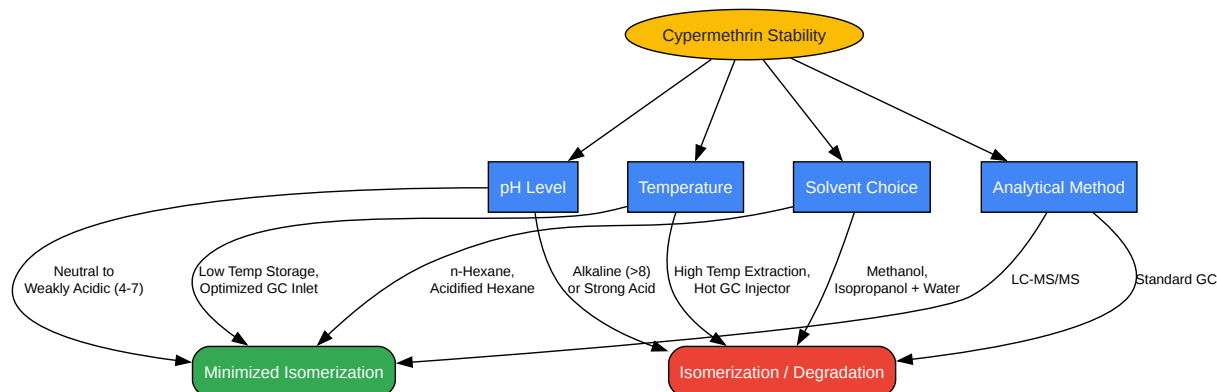 Cypermethrin Stability
pH Level
Temperature
Solvent Choice
Analytical Method
Neutral to
Weakly Acidic (4-7)
Low Temp Storage,
Optimized GC Inlet
n-Hexane,
Acidified Hexane
Alkaline (>8)
or Strong Acid
High Temp Extraction,
Hot GC Injector
Methanol,
Isopropanol + Water
LC-MS/MS
Standard GC
Minimized Isomerization
Isomerization / Degradation